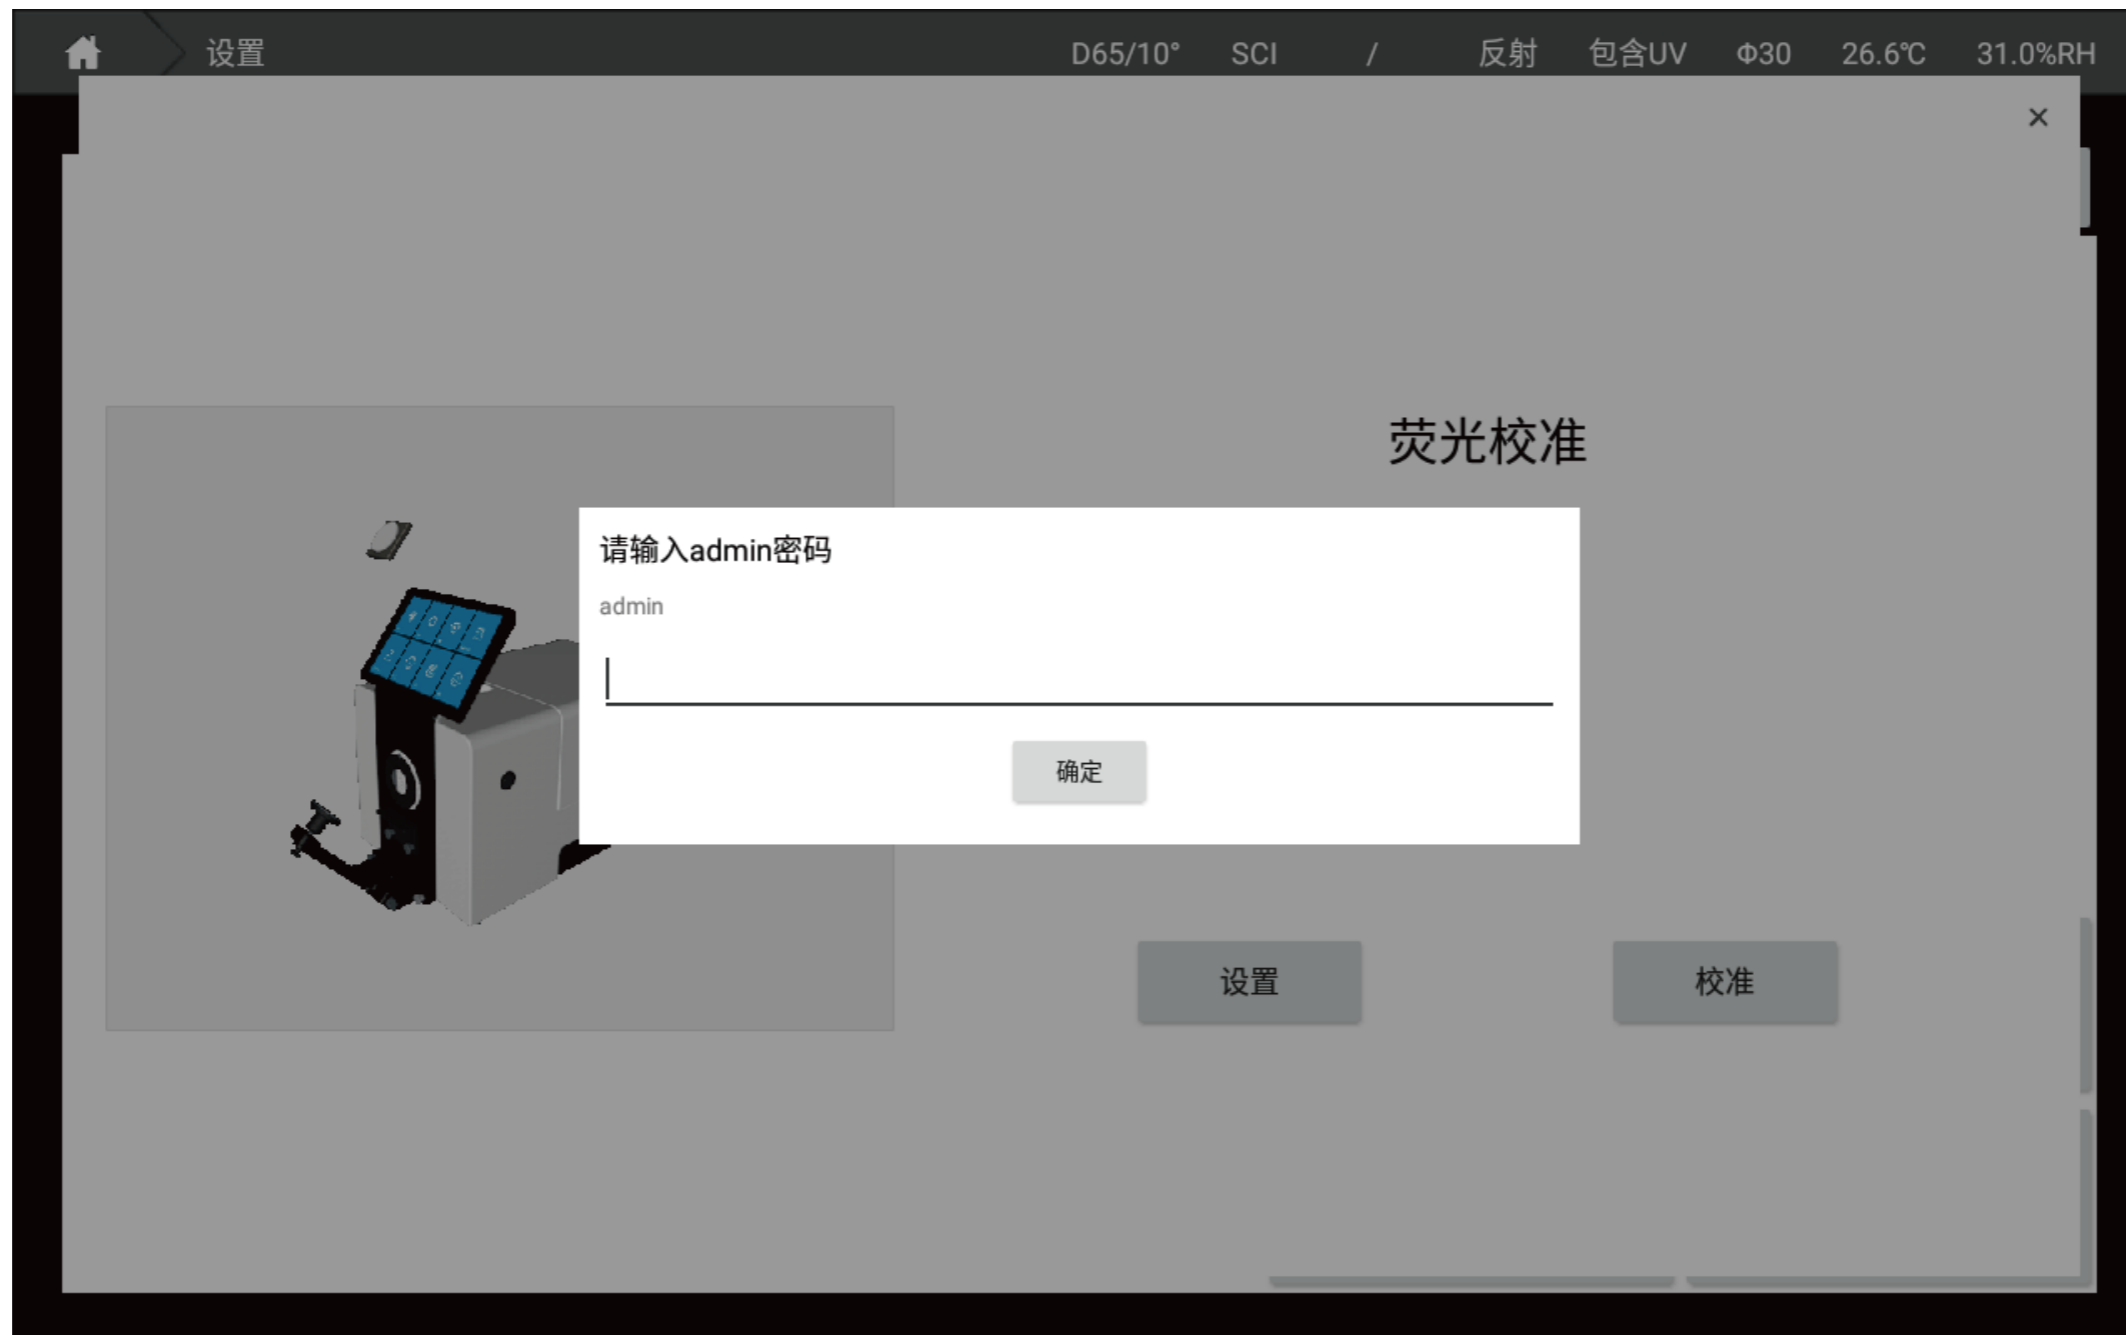 设置 D65/10° SCI / 反射 包含UV Φ30 26.6℃ 31.0%RH
×
荧光校准
请输入admin密码
admin
确定
设置 校准